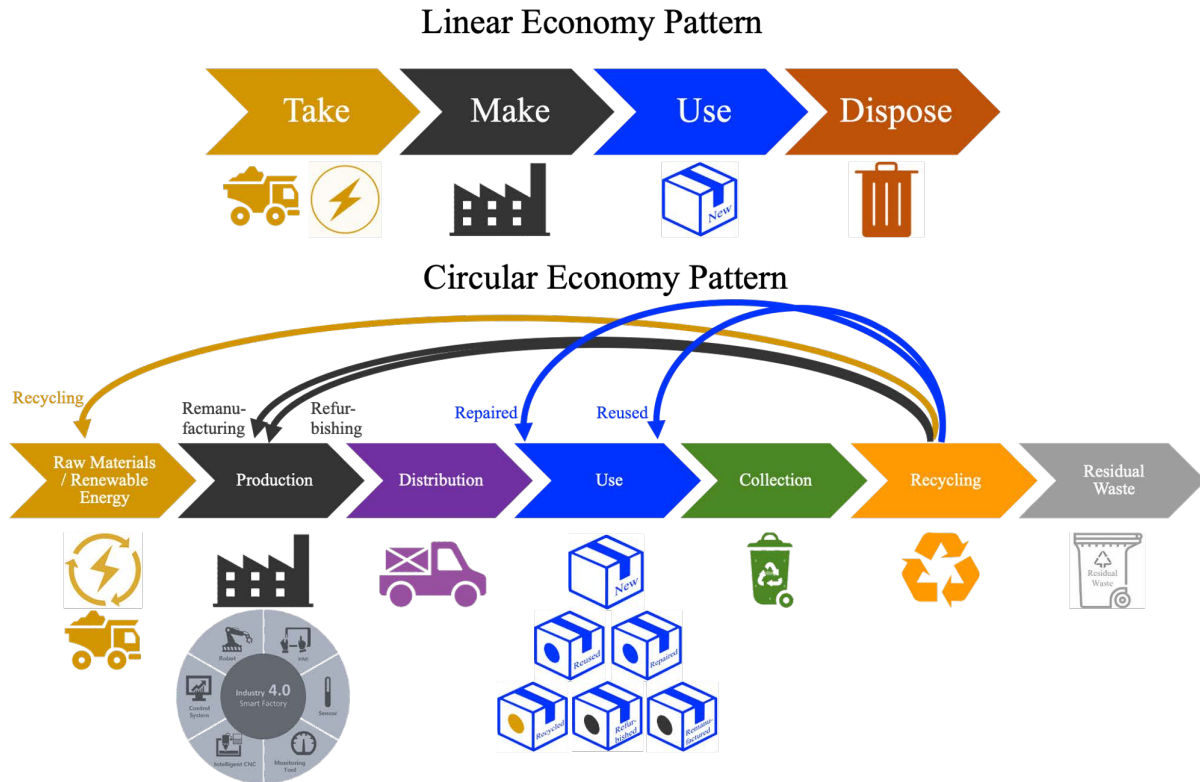 Linear Economy Pattern
Take
Make
Use
Dispose
New
Circular Economy Pattern
Recycling
Remanu-
facturing
Refur-
bishing
Repaired
Reused
Raw Materials
/ Renewable
Energy
Production
Distribution
Use
Collection
Recycling
Residual
Waste
New
Residual
Waste
Reused
Repaired
Recycled
Refur-
bished
Remanu-
factured
Robot
Control
System
Industry 4.0
Smart Factory
Sensor
Intelligent CNC
Monitoring
Tool